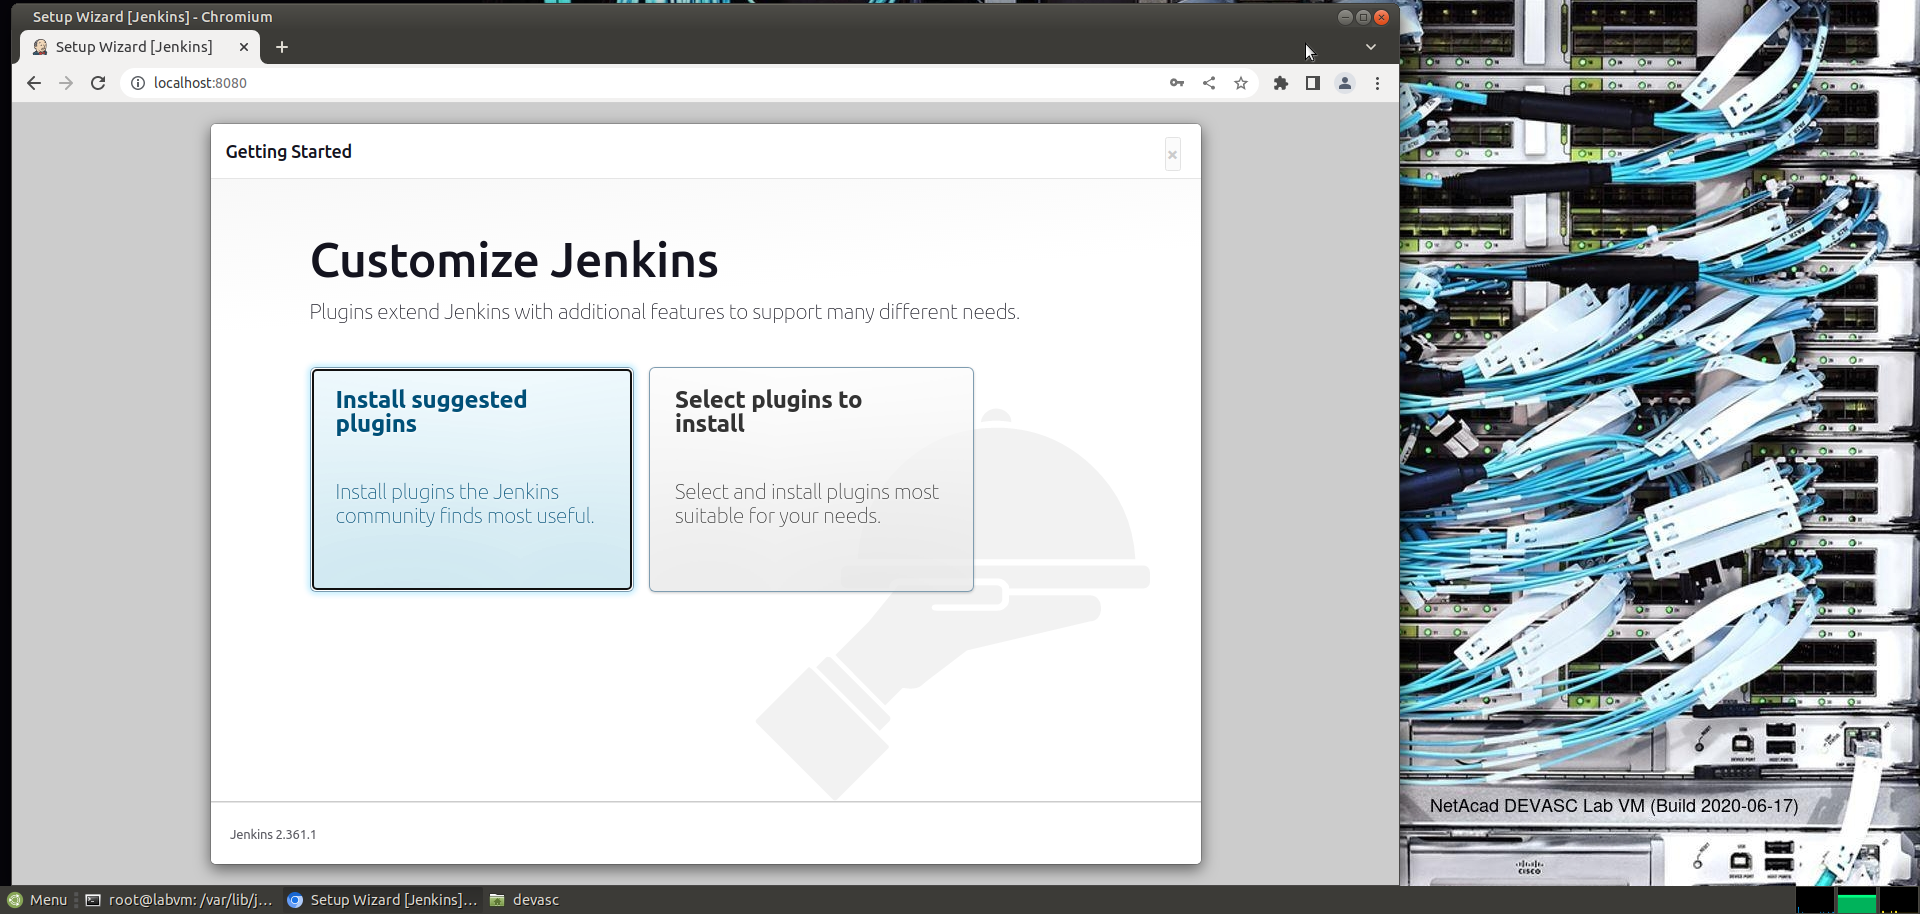 Setup Wizard [Jenkins] - Chromium
Setup Wizard [Jenkins]
localhost:8080
Getting Started
Customize Jenkins
Plugins extend Jenkins with additional features to support many different needs.
Install suggested
plugins
Install plugins the Jenkins
community finds most useful.
Select plugins to
install
Select and install plugins most
suitable for your needs.
Jenkins 2.361.1
NetAcad DEVASC Lab VM (Build 2020-06-17)
CISCO
Menu
root@labvm: /var/lib/j...
Setup Wizard [Jenkins]...
devasc